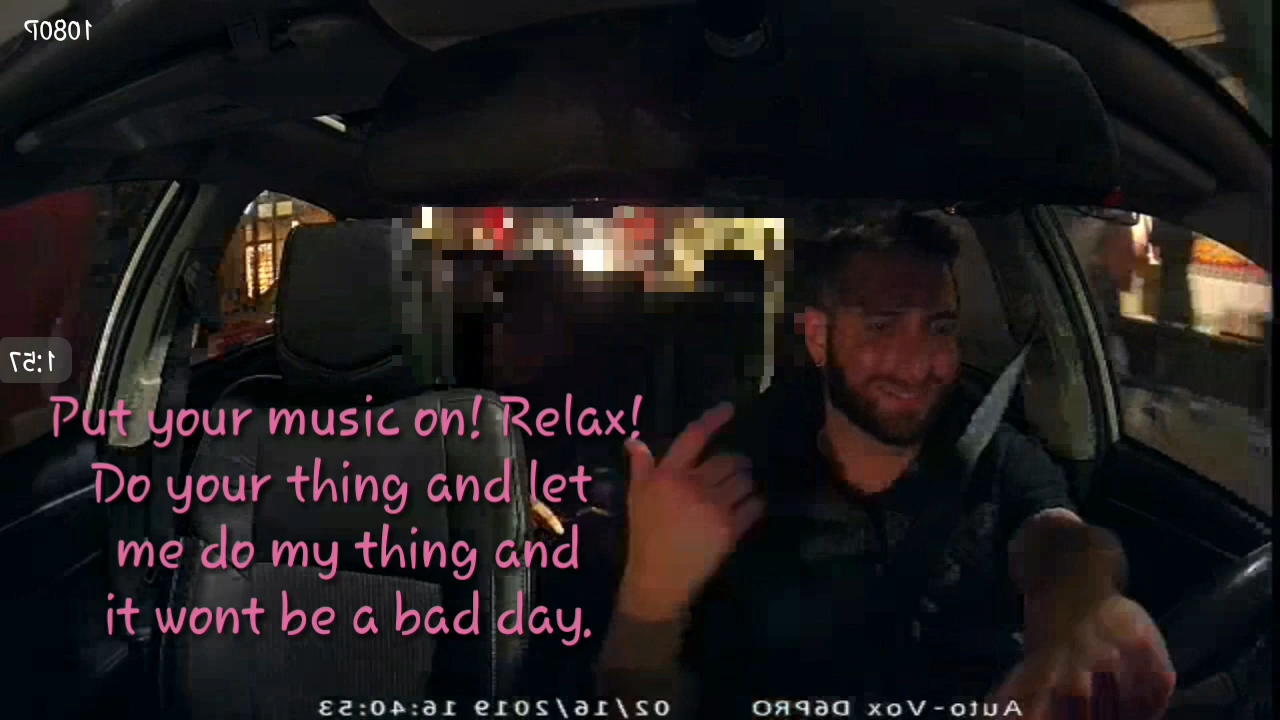 1080P
1:57
Put your music on! Relax!
Do your thing and let
me do my thing and
it wont be a bad day.
Auto-Vox D6PRO 02/16/2019 16:40:53